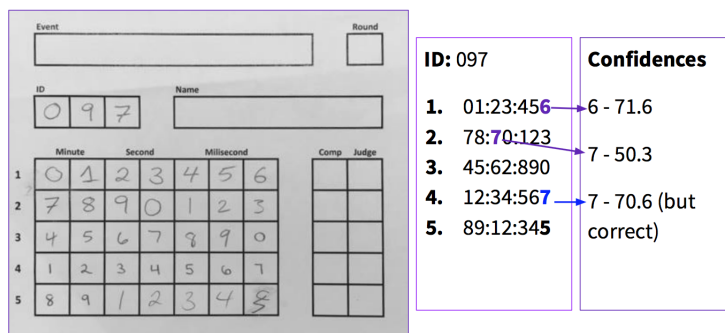 Event Round
ID Name
0 9 7
Minute Second Milisecond Comp Judge
1 0 1 2 3 4 5 6
2 7 8 9 0 1 2 3
3 4 5 6 7 8 9 0
4 1 2 3 4 5 6 7
5 8 9 1 2 3 4
ID: 097
1. 01:23:456
2. 78:70:123
3. 45:62:890
4. 12:34:567
5. 89:12:345
Confidences
6 - 71.6
7 - 50.3
7 - 70.6 (but
correct)